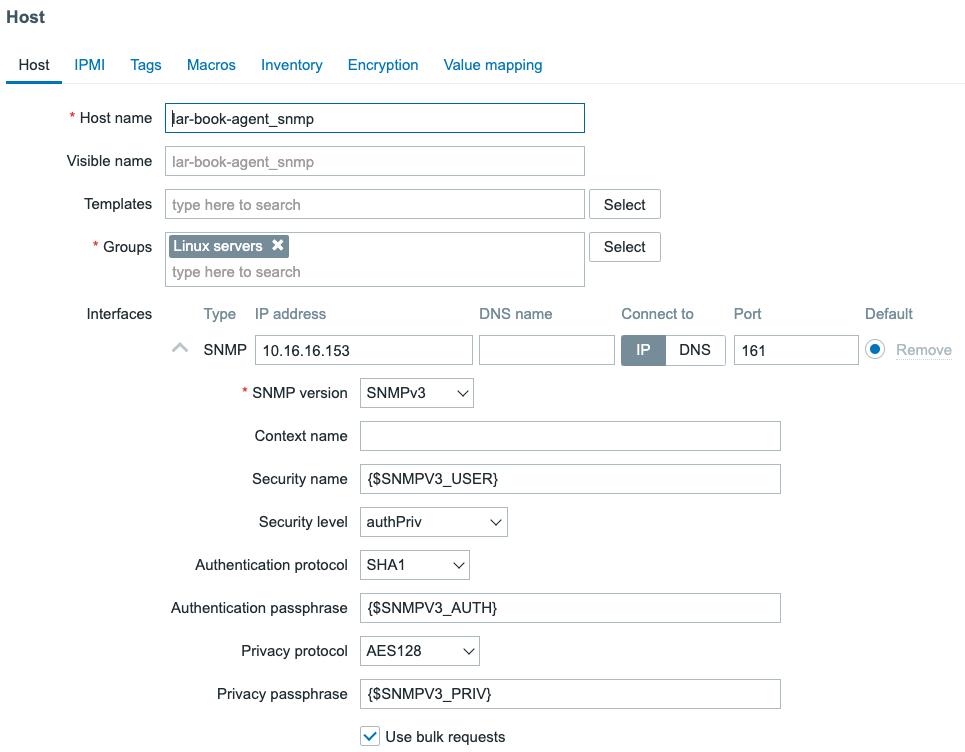 Host
Host IPMI Tags Macros Inventory Encryption Value mapping
* Host name lar-book-agent_snmp
Visible name lar-book-agent_snmp
Templates type here to search Select
* Groups Linux servers ✖ Select
type here to search
Interfaces Type IP address DNS name Connect to Port Default
SNMP 10.16.16.153 IP DNS 161 Remove
* SNMP version SNMPv3
Context name
Security name {$SNMPV3_USER}
Security level authPriv
Authentication protocol SHA1
Authentication passphrase {$SNMPV3_AUTH}
Privacy protocol AES128
Privacy passphrase {$SNMPV3_PRIV}
Use bulk requests